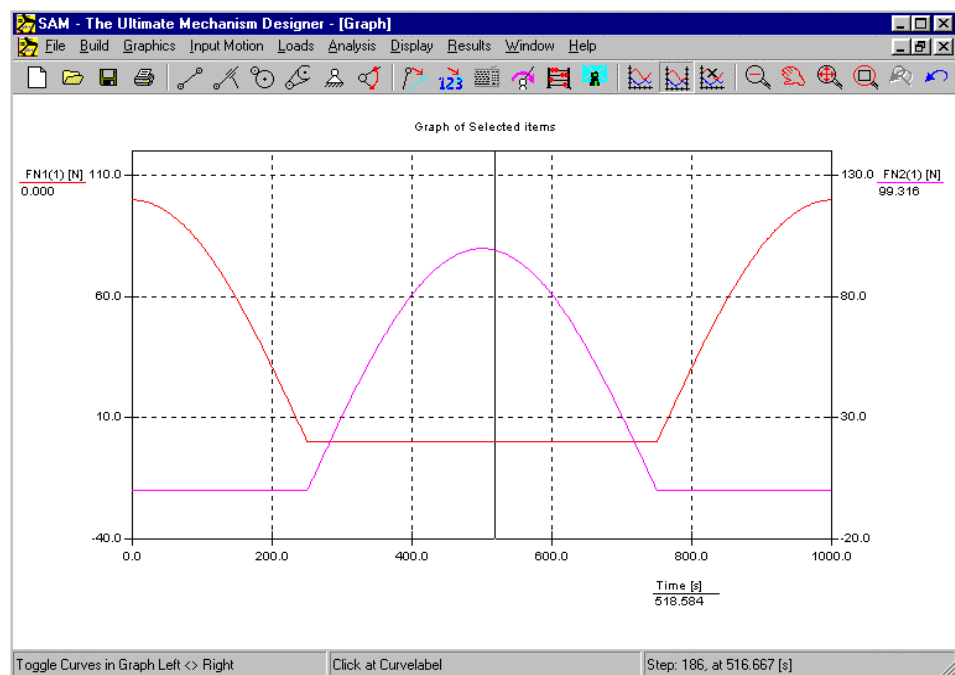 SAM - The Ultimate Mechanism Designer - [Graph]
File Build Graphics Input Motion Loads Analysis Display Results Window Help
123
Graph of Selected items
FN1(1) [N] 110.0 130.0 FN2(1) [N]
0.000 99.316
60.0 80.0
10.0 30.0
-40.0 -20.0
0.0 200.0 400.0 600.0 800.0 1000.0
Time [s]
518.584
Toggle Curves in Graph Left <> Right Click at Curvelabel Step: 186, at 516.667 [s]